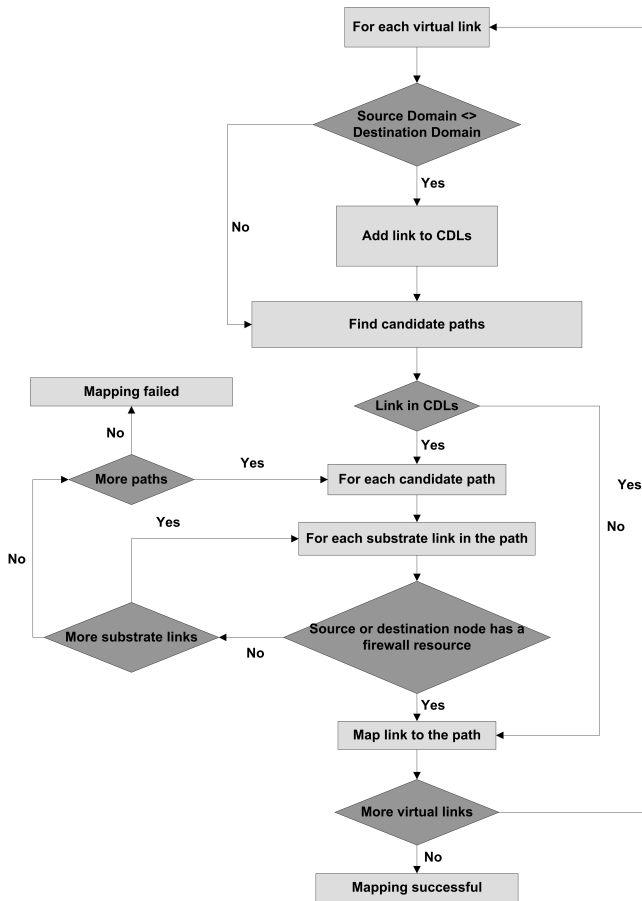 For each virtual link
Source Domain <>
Destination Domain
Yes
No
Add link to CDLs
Find candidate paths
Mapping failed
Link in CDLs
No
Yes
More paths
Yes
For each candidate path
Yes
No
Yes
For each substrate link in the path
No
More substrate links
No
Source or destination node has a
firewall resource
Yes
Map link to the path
More virtual links
No
Mapping successful